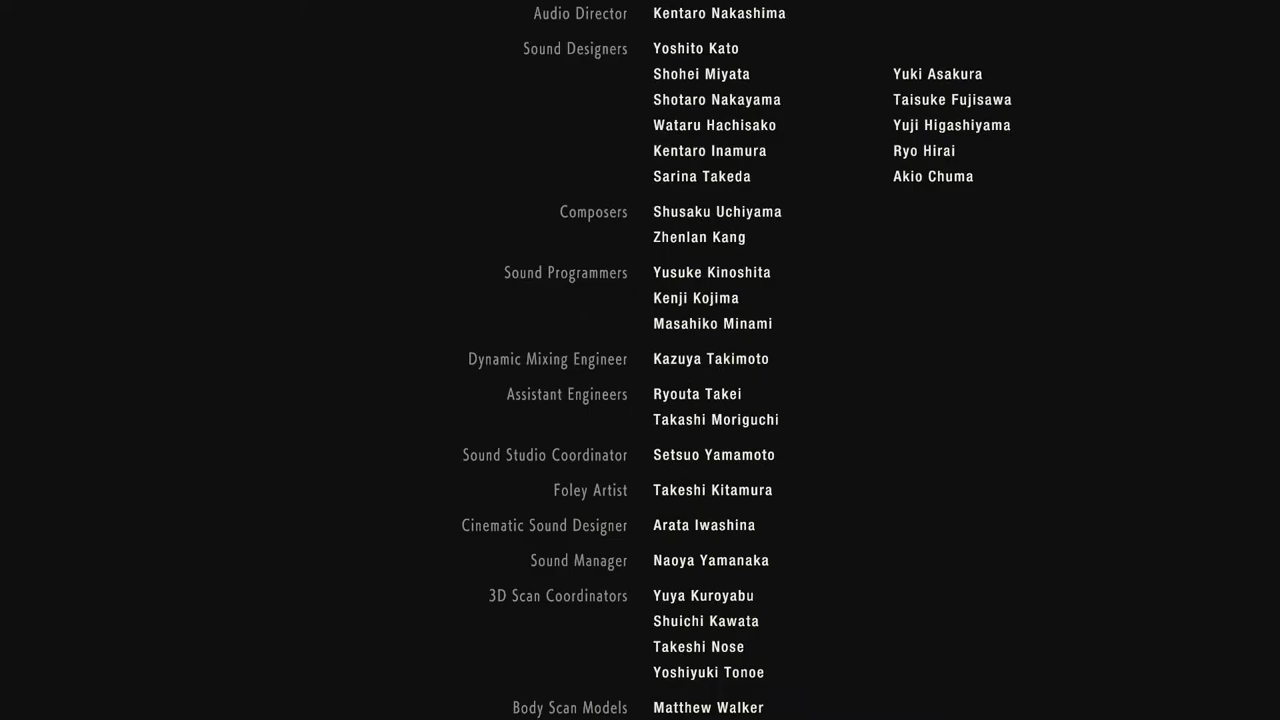 Audio Director Kentaro Nakashima
Sound Designers Yoshito Kato
Shohei Miyata Yuki Asakura
Shotaro Nakayama Taisuke Fujisawa
Wataru Hachisako Yuji Higashiyama
Kentaro Inamura Ryo Hirai
Sarina Takeda Akio Chuma
Composers Shusaku Uchiyama
Zhenlan Kang
Sound Programmers Yusuke Kinoshita
Kenji Kojima
Masahiko Minami
Dynamic Mixing Engineer Kazuya Takimoto
Assistant Engineers Ryouta Takei
Takashi Moriguchi
Sound Studio Coordinator Setsuo Yamamoto
Foley Artist Takeshi Kitamura
Cinematic Sound Designer Arata Iwashina
Sound Manager Naoya Yamanaka
3D Scan Coordinators Yuya Kuroyabu
Shuichi Kawata
Takeshi Nose
Yoshiyuki Tonoe
Body Scan Models Matthew Walker